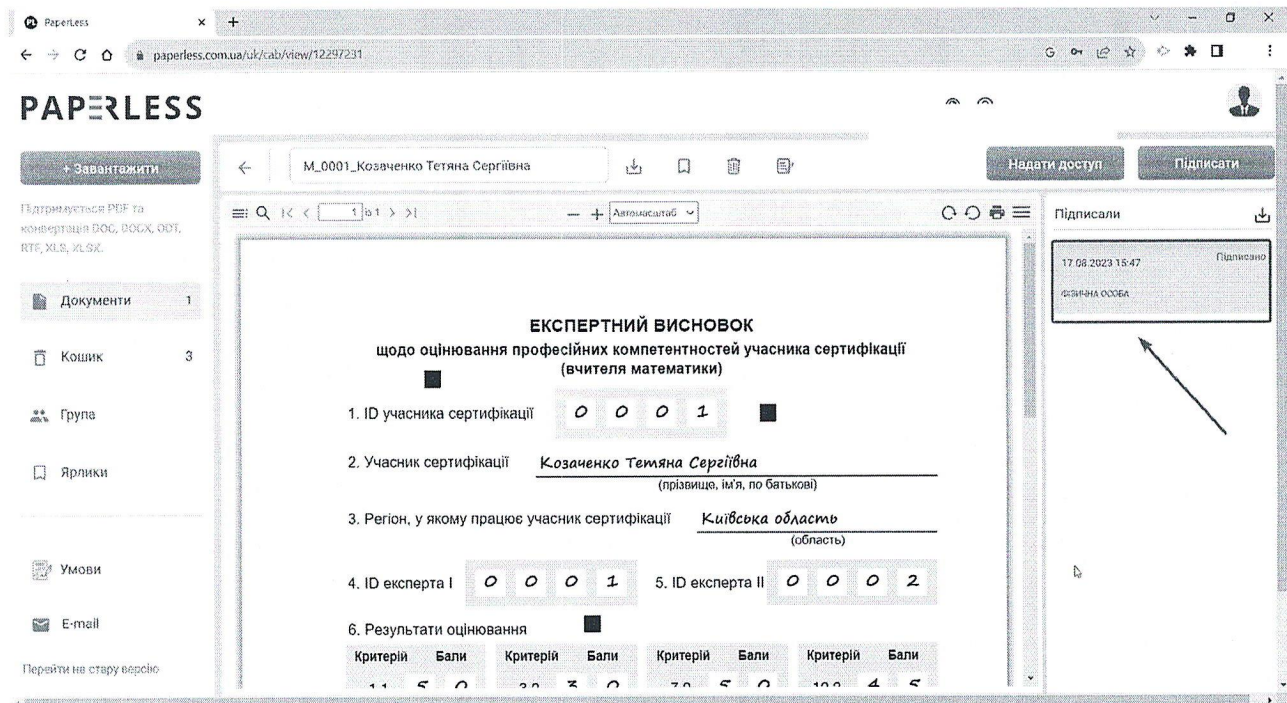 PaperLess
paperless.com.ua/uk/cab/view/12297231
PAPERLESS
+ Завантажити
M_0001_Козаченко Тетяна Сергіївна
Надати доступ
Підписати
Підтримується PDF та
конвертація DOC, DOCX, ODT,
RTF, XLS, XLSX.
1 із 1
Автомасштаб
Підписали
17.08.2023 15:47
Підписано
ФІЗИЧНА ОСОБА
Документи 1
Кошик 3
Група
Ярлики
Умови
E-mail
Перейти на стару версію
ЕКСПЕРТНИЙ ВИСНОВОК
щодо оцінювання професійних компетентностей учасника сертифікації
(вчителя математики)
1. ID учасника сертифікації 0 0 0 1
2. Учасник сертифікації Козаченко Тетяна Сергіївна
(прізвище, ім'я, по батькові)
3. Регіон, у якому працює учасник сертифікації Київська область
(область)
4. ID експерта I 0 0 0 1 5. ID експерта II 0 0 0 2
6. Результати оцінювання
Критерій Бали Критерій Бали Критерій Бали Критерій Бали